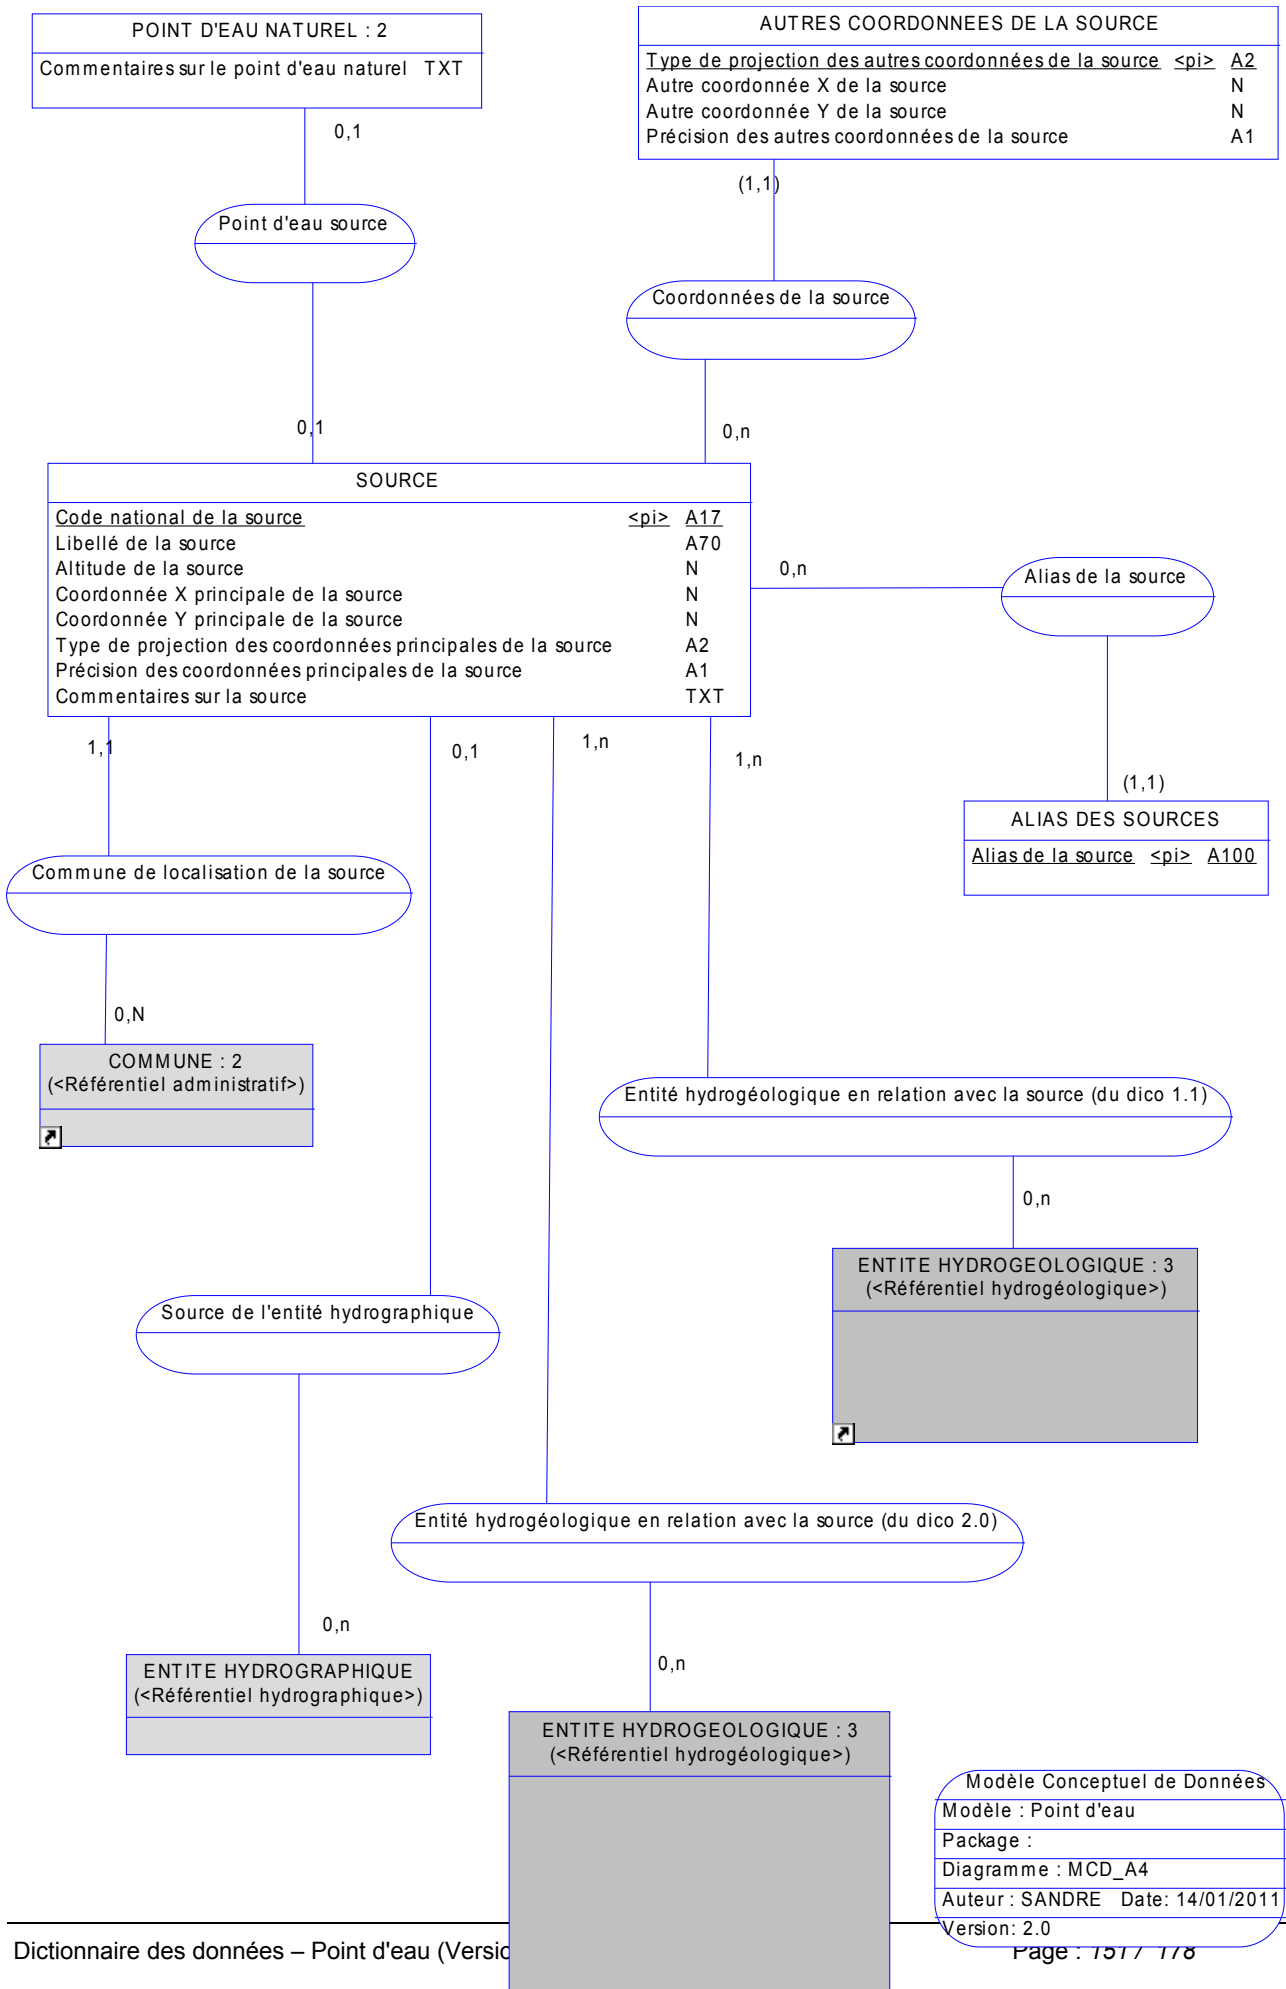 POINT D'EAU NATUREL : 2
Commentaires sur le point d'eau naturel TXT
AUTRES COORDONNEES DE LA SOURCE
Type de projection des autres coordonnées de la source <pi> A2
Autre coordonnée X de la source N
Autre coordonnée Y de la source N
Précision des autres coordonnées de la source A1
0,1
(1,1)
Point d'eau source
Coordonnées de la source
0,1
0,n
SOURCE
Code national de la source <pi> A17
Libellé de la source A70
Altitude de la source N
Coordonnée X principale de la source N
Coordonnée Y principale de la source N
Type de projection des coordonnées principales de la source A2
Précision des coordonnées principales de la source A1
Commentaires sur la source TXT
0,n
Alias de la source
1,1
0,1
1,n
1,n
(1,1)
ALIAS DES SOURCES
Alias de la source <pi> A100
Commune de localisation de la source
0,N
COMMUNE : 2
(<Référentiel administratif>)
Entité hydrogéologique en relation avec la source (du dico 1.1)
0,n
ENTITE HYDROGEOLOGIQUE : 3
(<Référentiel hydrogéologique>)
Source de l'entité hydrographique
Entité hydrogéologique en relation avec la source (du dico 2.0)
0,n
ENTITE HYDROGRAPHIQUE
(<Référentiel hydrographique>)
0,n
ENTITE HYDROGEOLOGIQUE : 3
(<Référentiel hydrogéologique>)
Modèle Conceptuel de Données
Modèle : Point d'eau
Package :
Diagramme : MCD_A4
Auteur : SANDRE Date: 14/01/2011
Version: 2.0
Dictionnaire des données – Point d'eau (Versio
Page : 151 / 178